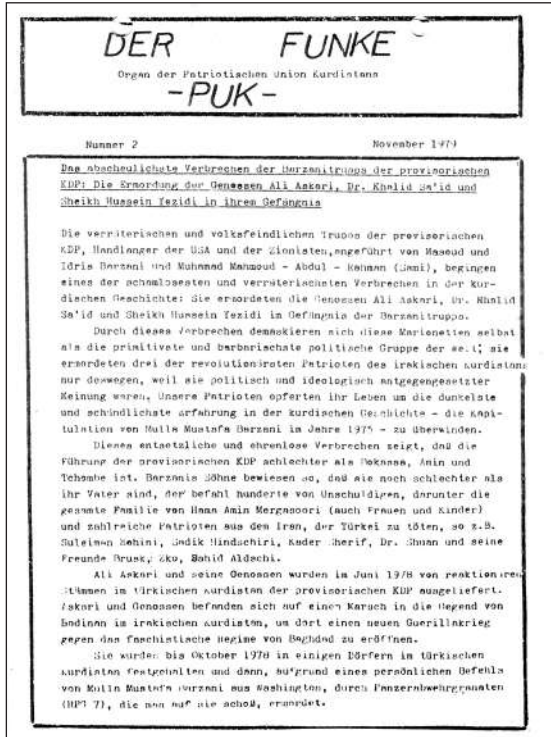 DER FUNKE
Organ der Patriotischen Union Kurdistans
-PUK-
Nummer 2 November 1979
Das abscheulichste Verbrechen der Barzanitrupps der provisorischen
KDP: Die Ermordung der Genossen Ali Askari, Dr. Khalid Sa'id und
Sheikh Hussein Yezidi in ihrem Gefängnis
Die verräterischen und volksfeindlichen Trupps der provisorischen
KDP, Handlanger der USA und der Zionisten, angeführt von Masoud und
Idris Barzani und Muhamad Mahmoud - Abdul - Rahman (Sami), begingen
eines der schamlosesten und verräterischsten Verbrechen in der kur-
dischen Geschichte: Sie ermordeten die Genossen Ali Askari, Dr. Khalid
Sa'id und Sheikh Hussein Yezidi im Gefängnis der Barzanitrupps.
Durch dieses Verbrechen demaskieren sich diese Marionetten selbst
als die primitivste und barbarischste politische Gruppe der Welt; sie
ermordeten drei der revolutionärsten Patrioten des irakischen Kurdistans
nur deswegen, weil sie politisch und ideologisch entgegengesetzter
Meinung waren. Unsere Patrioten opferten ihr Leben um die dunkelste
und schändlichste Erfahrung in der kurdischen Geschichte - die Kapi-
tulation von Mulla Mustafa Barzani im Jahre 1975 - zu überwinden.
Dieses entsetzliche und ehrenlose Verbrechen zeigt, daß die
Führung der provisorischen KDP schlechter als Bokassa, Amin und
Tchombe ist. Barzanis Söhne bewiesen so, daß sie noch schlechter als
ihr Vater sind, der befahl hunderte von Unschuldigen, darunter die
gesamte Familie von Hama Amin Mergasoori (auch Frauen und Kinder)
und zahlreiche Patrioten aus dem Iran, der Türkei zu töten, so z.B.
Suleiman Mehini, Sadik Hindschiri, Kader Sherif, Dr. Shuan und seine
Freunde Brusk, Zko, Sahid Aldschi.
Ali Askari und seine Genossen wurden im Juni 1978 von reaktionären
Stämmen im türkischen Kurdistan der provisorischen KDP ausgeliefert.
Askari und Genossen befanden sich auf einen Marsch in die Gegend von
Badinan im irakischen Kurdistan, um dort einen neuen Guerillakrieg
gegen das faschistische Regime von Baghdad zu eröffnen.
Sie wurden bis Oktober 1978 in einigen Dörfern im türkischen
Kurdistan festgehalten und dann, aufgrund eines persönlichen Befehls
von Mulla Mustafa Barzani aus Washington, durch Panzerabwehrgranaten
(RPG 7), die man auf sie schoß, ermordet.